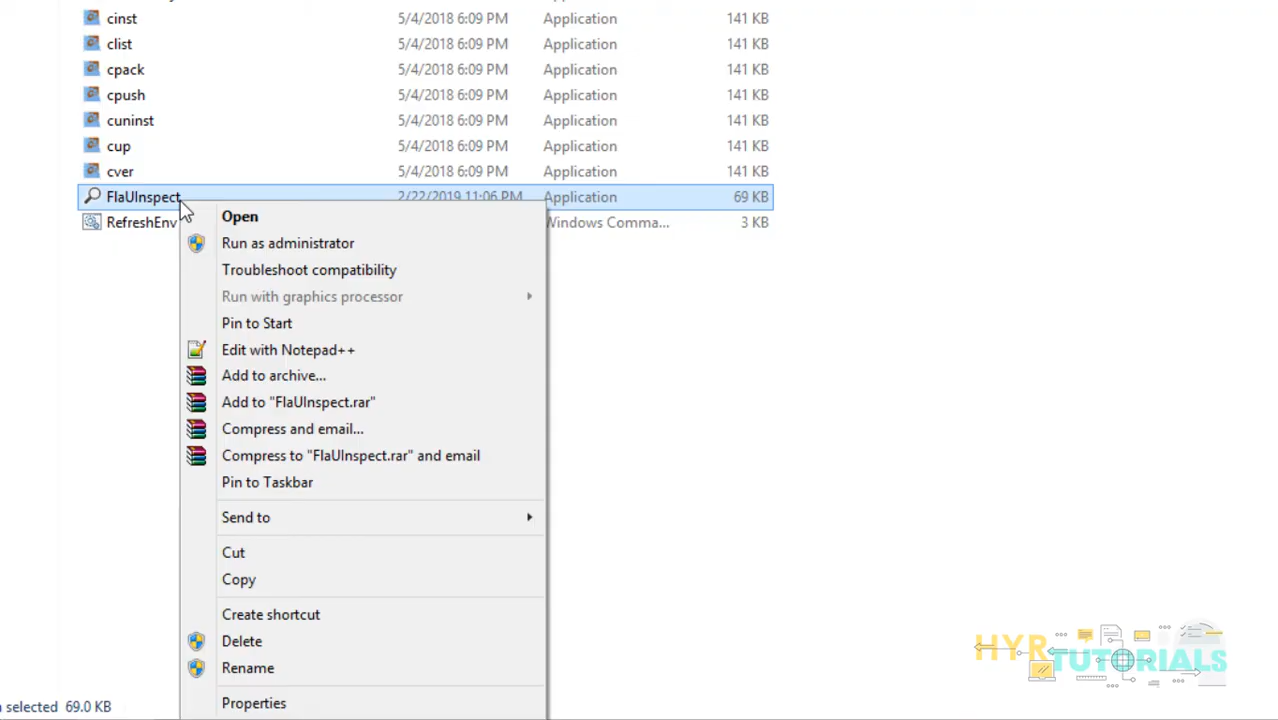 cinst 5/4/2018 6:09 PM Application 141 KB
clist 5/4/2018 6:09 PM Application 141 KB
cpack 5/4/2018 6:09 PM Application 141 KB
cpush 5/4/2018 6:09 PM Application 141 KB
cuninst 5/4/2018 6:09 PM Application 141 KB
cup 5/4/2018 6:09 PM Application 141 KB
cver 5/4/2018 6:09 PM Application 141 KB
FlaUInspect 2/22/2019 11:06 PM Application 69 KB
RefreshEnv Windows Comma... 3 KB
Open
Run as administrator
Troubleshoot compatibility
Run with graphics processor
Pin to Start
Edit with Notepad++
Add to archive...
Add to "FlaUInspect.rar"
Compress and email...
Compress to "FlaUInspect.rar" and email
Pin to Taskbar
Send to
Cut
Copy
Create shortcut
Delete
Rename
Properties
selected 69.0 KB
HYR TUTORIALS